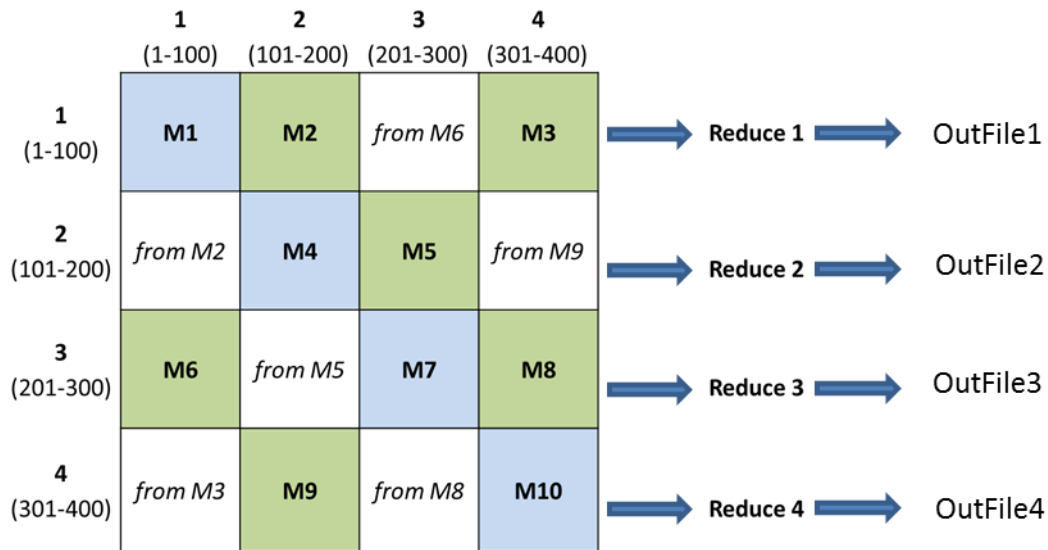 1 2 3 4
(1-100) (101-200) (201-300) (301-400)
1
(1-100)
M1 M2 from M6 M3 Reduce 1 OutFile1
2
(101-200)
from M2 M4 M5 from M9 Reduce 2 OutFile2
3
(201-300)
M6 from M5 M7 M8 Reduce 3 OutFile3
4
(301-400)
from M3 M9 from M8 M10 Reduce 4 OutFile4